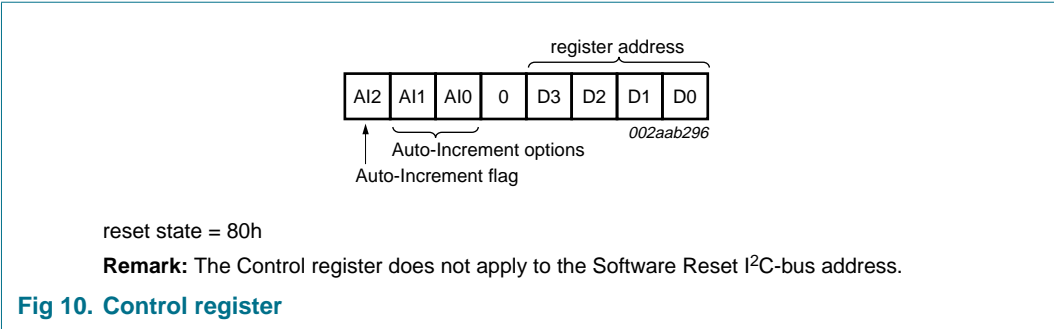 register address
AI2 AI1 AI0 0 D3 D2 D1 D0
002aab296
Auto-Increment options
Auto-Increment flag
reset state = 80h
Remark: The Control register does not apply to the Software Reset I²C-bus address.
Fig 10. Control register